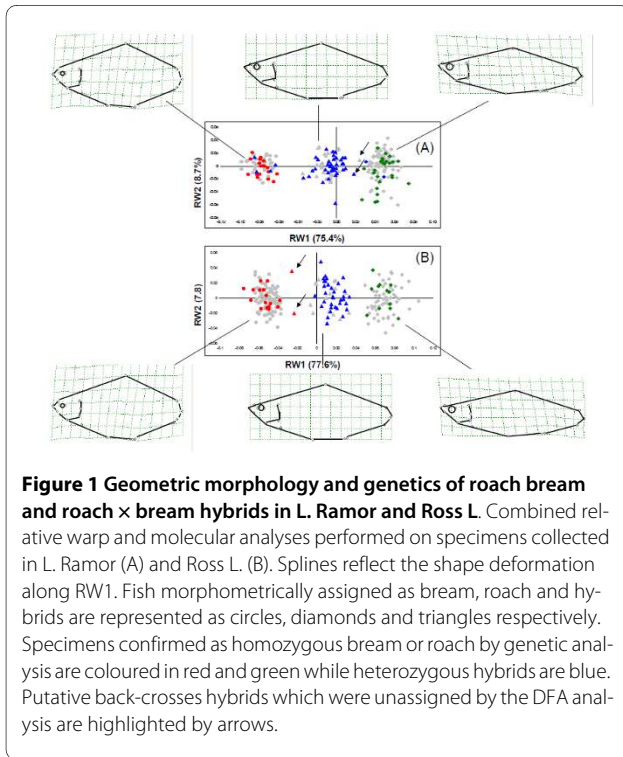 (A)
RW2 (8.7%)
RW1 (75.4%)
(B)
RW2 (7.8)
RW1 (77.6%)
Figure 1 Geometric morphology and genetics of roach bream
and roach × bream hybrids in L. Ramor and Ross L. Combined rel-
ative warp and molecular analyses performed on specimens collected
in L. Ramor (A) and Ross L. (B). Splines reflect the shape deformation
along RW1. Fish morphometrically assigned as bream, roach and hy-
brids are represented as circles, diamonds and triangles respectively.
Specimens confirmed as homozygous bream or roach by genetic anal-
ysis are coloured in red and green while heterozygous hybrids are blue.
Putative back-crosses hybrids which were unassigned by the DFA anal-
ysis are highlighted by arrows.